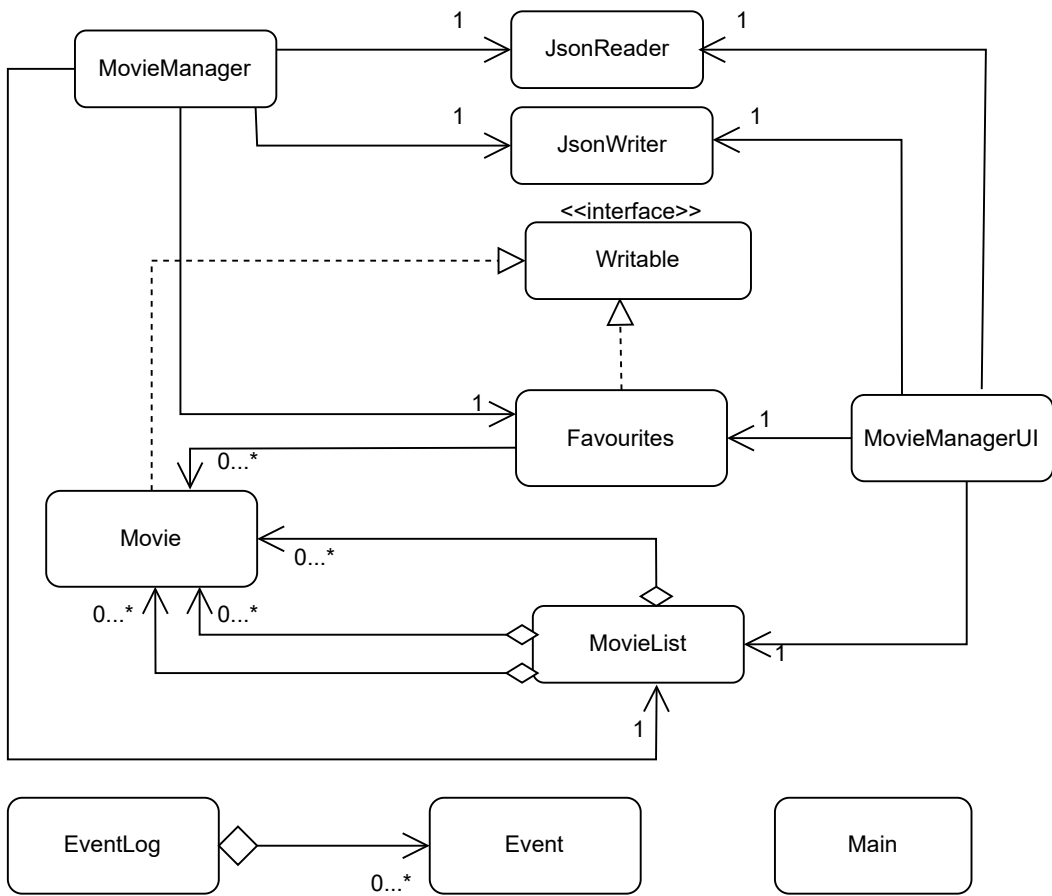 1
1
MovieManager
JsonReader
1
1
JsonWriter
<<interface>>
Writable
1
1
Favourites
MovieManagerUI
0...*
Movie
0...*
0...*
0...*
MovieList
1
1
EventLog
Event
Main
0...*